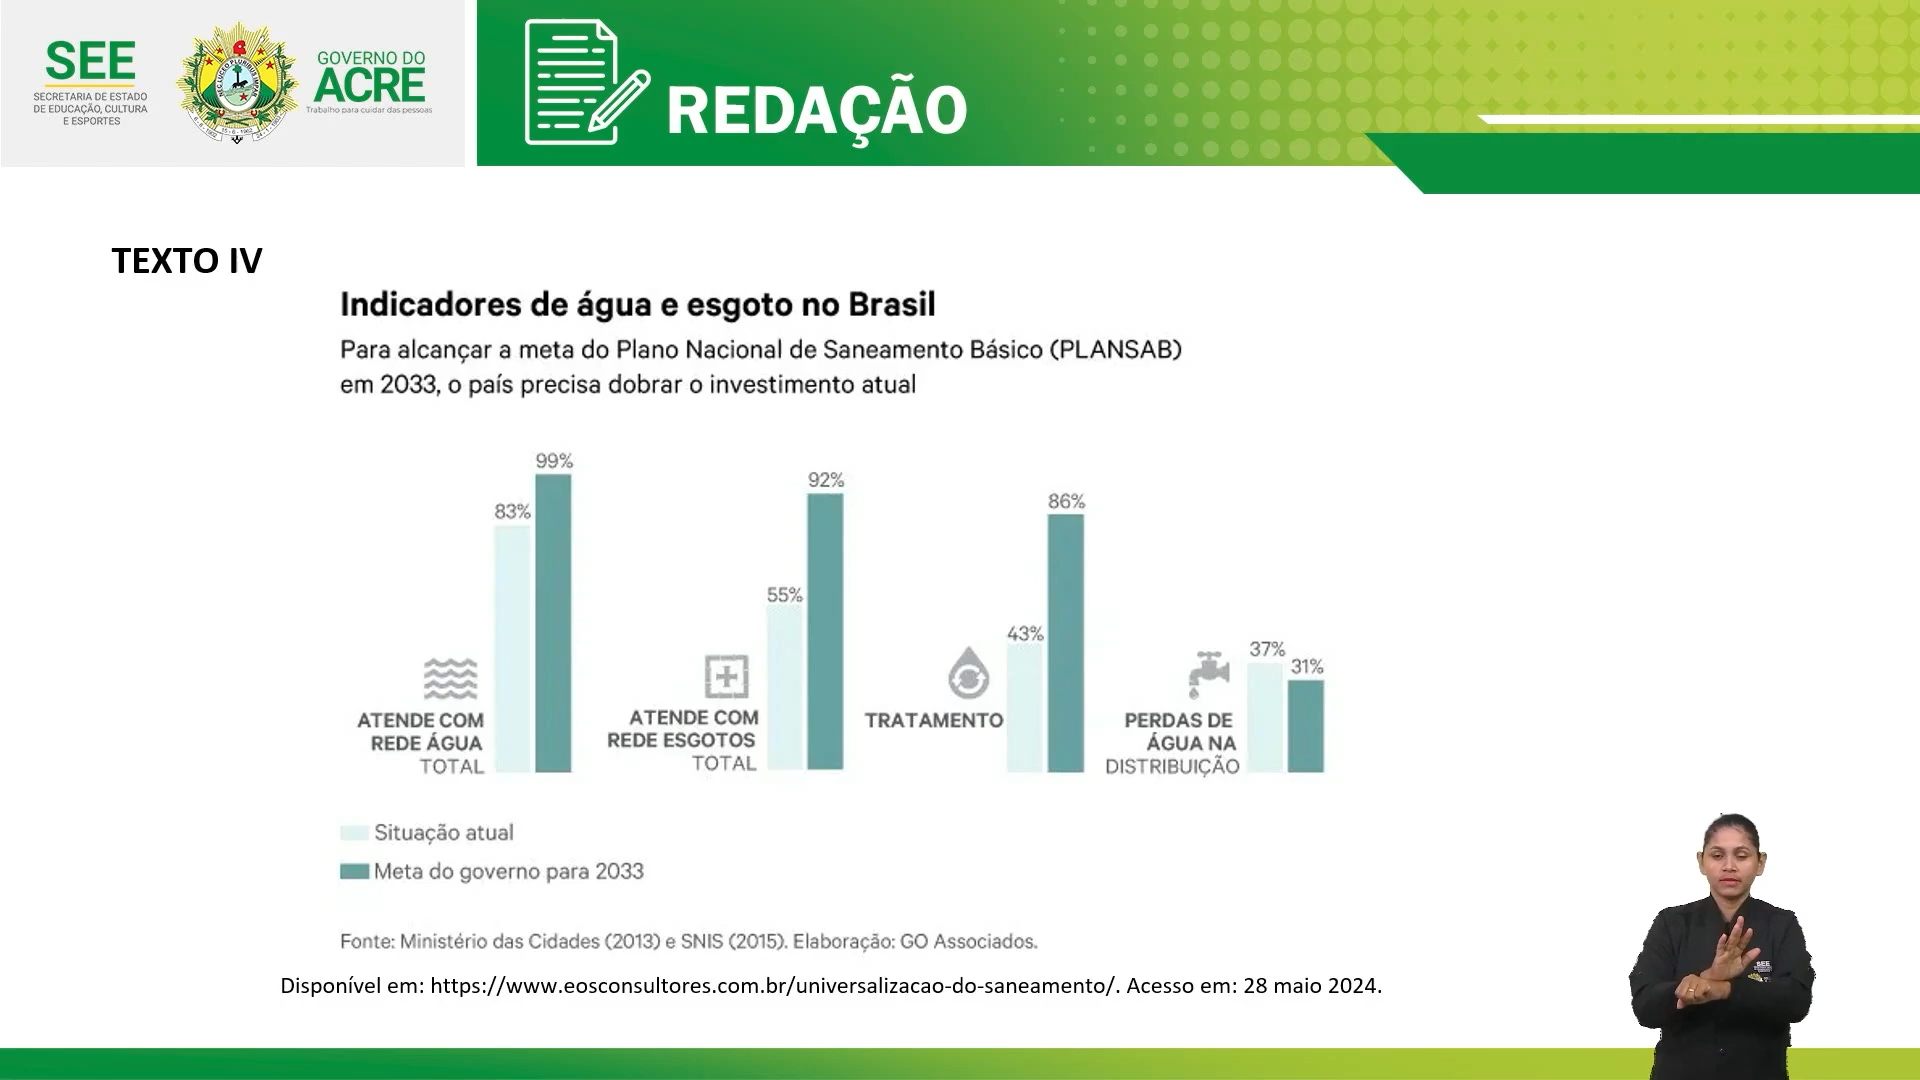 SEE
SECRETARIA DE ESTADO
DE EDUCAÇÃO, CULTURA
E ESPORTES
GOVERNO DO
ACRE
Trabalho para cuidar das pessoas
REDAÇÃO
TEXTO IV
Indicadores de água e esgoto no Brasil
Para alcançar a meta do Plano Nacional de Saneamento Básico (PLANSAB)
em 2033, o país precisa dobrar o investimento atual
83%
99%
ATENDE COM
REDE ÁGUA
TOTAL
55%
92%
ATENDE COM
REDE ESGOTOS
TOTAL
43%
86%
TRATAMENTO
37%
31%
PERDAS DE
ÁGUA NA
DISTRIBUIÇÃO
Situação atual
Meta do governo para 2033
Fonte: Ministério das Cidades (2013) e SNIS (2015). Elaboração: GO Associados.
Disponível em: https://www.eosconsultores.com.br/universalizacao-do-saneamento/. Acesso em: 28 maio 2024.
SEE